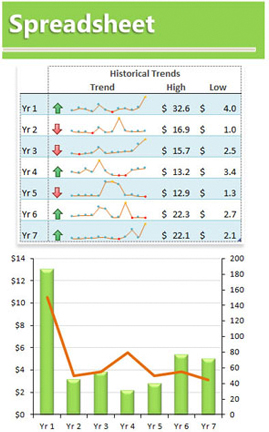 Spreadsheet
Historical Trends
Trend High Low
Yr 1 $ 32.6 $ 4.0
Yr 2 $ 16.9 $ 1.0
Yr 3 $ 15.7 $ 2.5
Yr 4 $ 13.2 $ 3.4
Yr 5 $ 12.9 $ 1.3
Yr 6 $ 22.3 $ 2.7
Yr 7 $ 22.1 $ 2.1
$14 200
$12 180
160
$10 140
$8 120
100
$6 80
$4 60
40
$2 20
$0 0
Yr 1 Yr 2 Yr 3 Yr 4 Yr 5 Yr 6 Yr 7